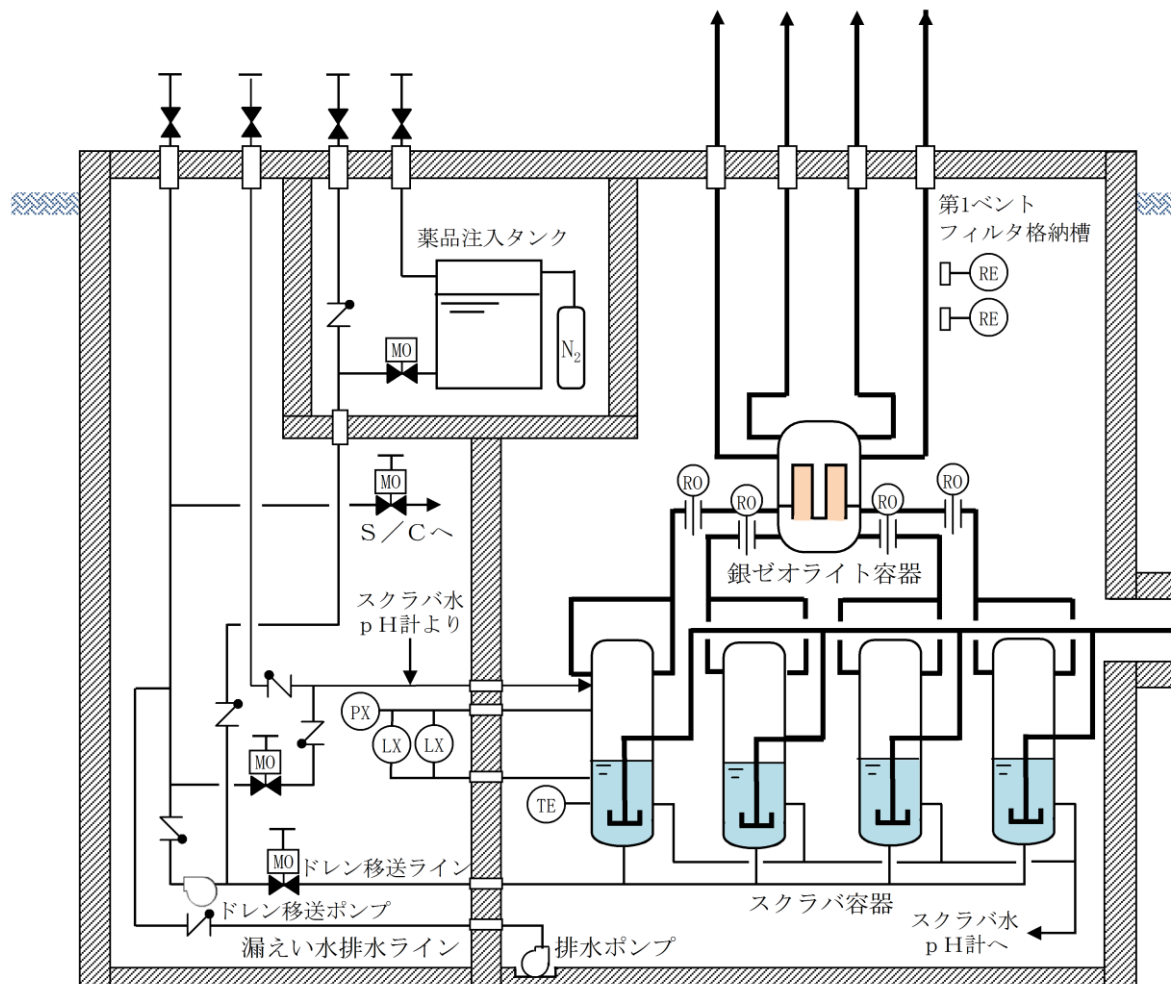 第1ベント
フィルタ格納槽
RE
RE
薬品注入タンク
MO
N₂
MO
S/Cへ
RO
RO
RO
RO
銀ゼオライト容器
スクラバ水
pH計より
PX
LX
LX
MO
TE
MO
ドレン移送ライン
ドレン移送ポンプ
スクラバ容器
スクラバ水
pH計へ
漏えい水排水ライン
排水ポンプ